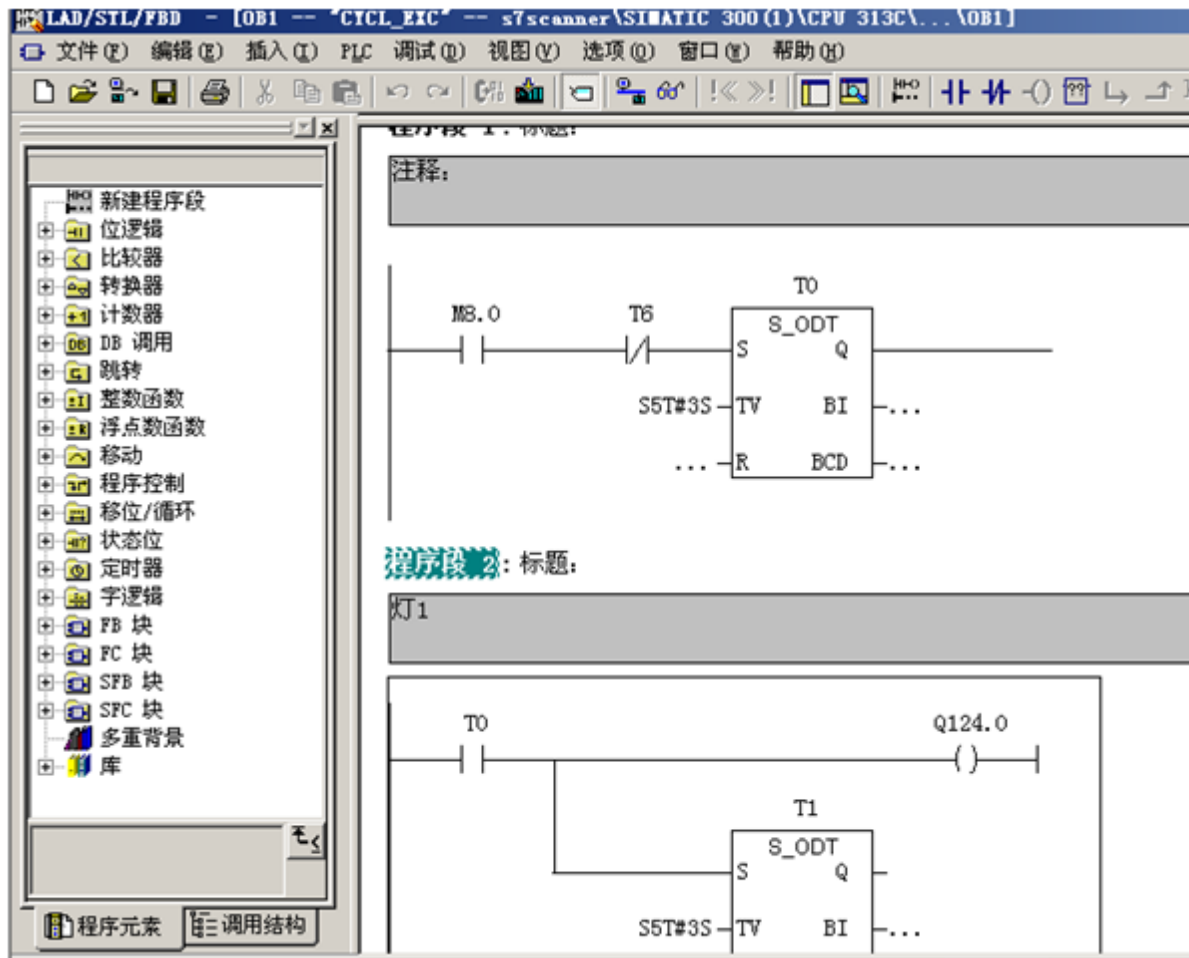 LAD/STL/FBD - [OB1 -- "CYCL_EXC" -- s7scanner\SIMATIC 300(1)\CPU 313C\...\OB1]
文件(F) 编辑(E) 插入(I) PLC 调试(D) 视图(V) 选项(O) 窗口(W) 帮助(H)
新建程序段
位逻辑
比较器
转换器
计数器
DB 调用
跳转
整数函数
浮点数函数
移动
程序控制
移位/循环
状态位
定时器
字逻辑
FB 块
FC 块
SFB 块
SFC 块
多重背景
库
程序元素 调用结构
程序段 1:标题:
注释:
T0
M8.0 T6 S_ODT
S Q
S5T#3S TV BI ...
... R BCD ...
程序段 2:标题:
灯1
T0 Q124.0
T1
S_ODT
S Q
S5T#3S TV BI ...